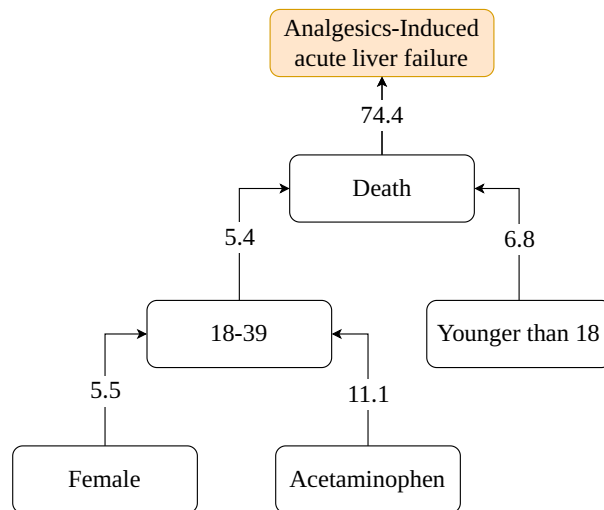 Analgesics-Induced
acute liver failure
74.4
Death
5.4
6.8
18-39
Younger than 18
5.5
11.1
Female
Acetaminophen